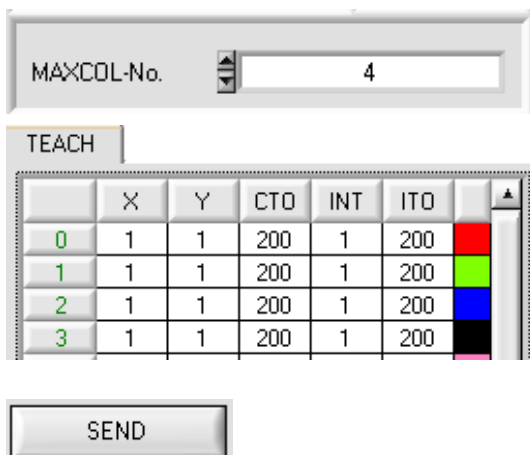 MAXCOL-No. 4
TEACH
X Y CTO INT ITO
0 1 1 200 1 200
1 1 1 200 1 200
2 1 1 200 1 200
3 1 1 200 1 200
SEND